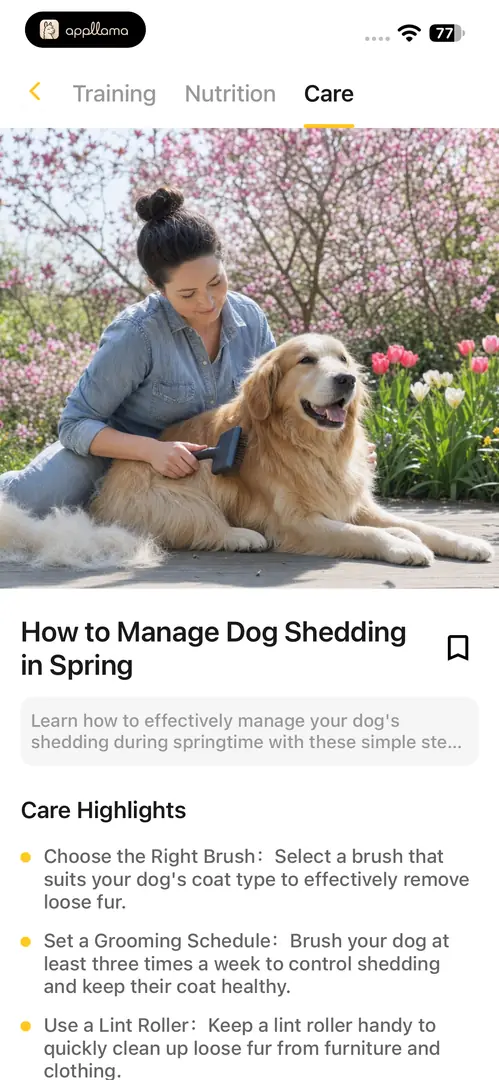 appllama
77
Training Nutrition Care
How to Manage Dog Shedding
in Spring
Learn how to effectively manage your dog's
shedding during springtime with these simple ste...
Care Highlights
Choose the Right Brush： Select a brush that
suits your dog's coat type to effectively remove
loose fur.
Set a Grooming Schedule： Brush your dog at
least three times a week to control shedding
and keep their coat healthy.
Use a Lint Roller： Keep a lint roller handy to
quickly clean up loose fur from furniture and
clothing.